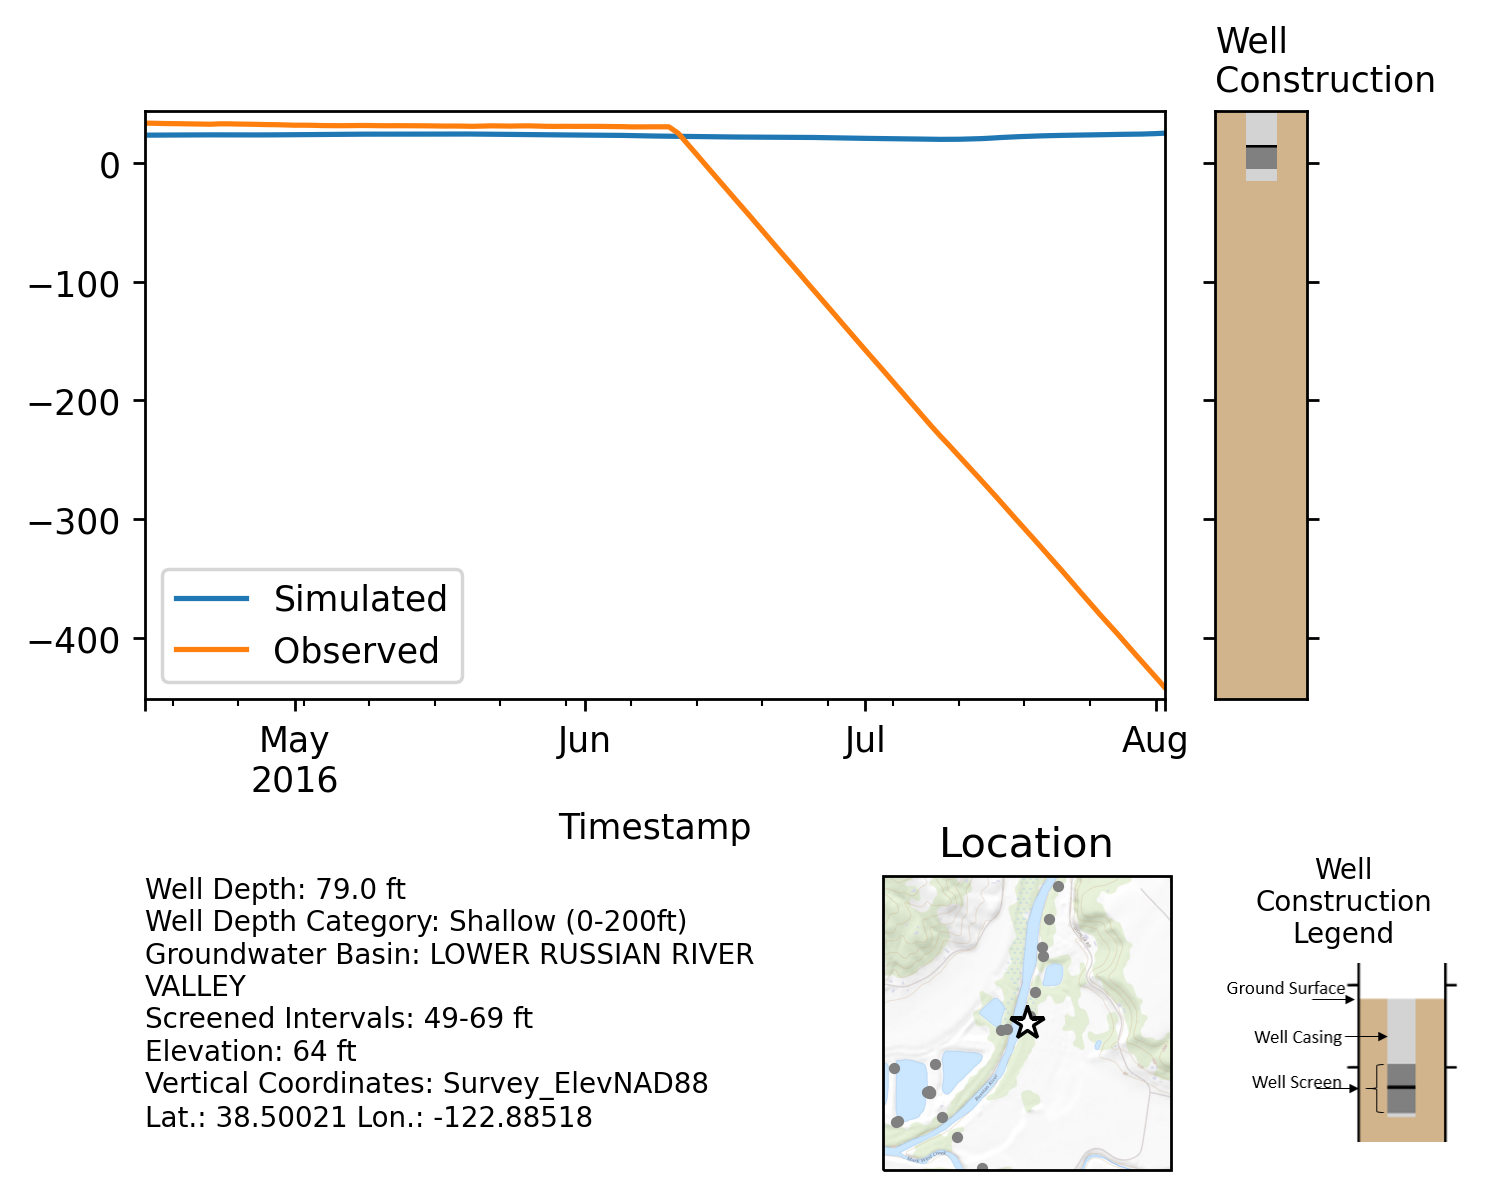 Well
Construction
0
−100
−200
−300
−400
Simulated
Observed
May
2016
Jun
Jul
Aug
Timestamp
Well Depth: 79.0 ft
Well Depth Category: Shallow (0-200ft)
Groundwater Basin: LOWER RUSSIAN RIVER
VALLEY
Screened Intervals: 49-69 ft
Elevation: 64 ft
Vertical Coordinates: Survey_ElevNAD88
Lat.: 38.50021 Lon.: -122.88518
Location
Well
Construction
Legend
Ground Surface
Well Casing
Well Screen